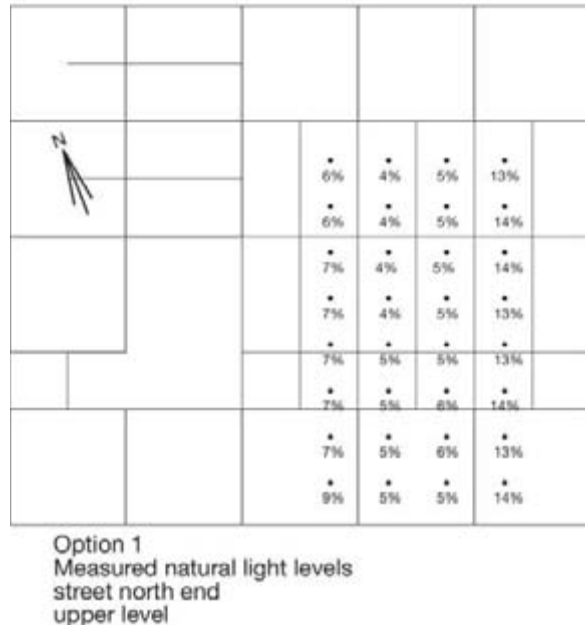 N
6% 4% 5% 13%
6% 4% 5% 14%
7% 4% 5% 14%
7% 4% 5% 13%
7% 5% 5% 13%
7% 5% 6% 14%
7% 5% 6% 13%
9% 5% 5% 14%
Option 1
Measured natural light levels
street north end
upper level